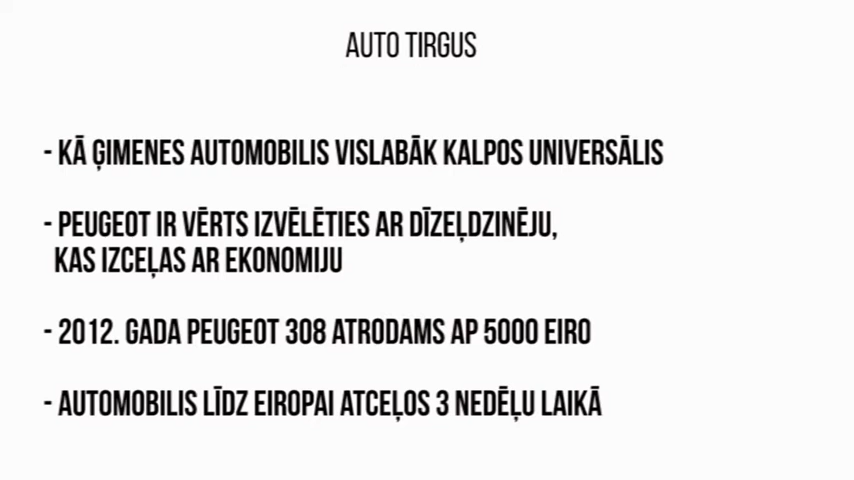 AUTO TIRGUS
- KĀ ĢIMENES AUTOMOBILIS VISLABĀK KALPOS UNIVERSĀLIS
- PEUGEOT IR VĒRTS IZVĒLĒTIES AR DĪZEĻDZINĒJU,
KAS IZCEĻAS AR EKONOMIJU
- 2012. GADA PEUGEOT 308 ATRODAMS AP 5000 EIRO
- AUTOMOBILIS LĪDZ EIROPAI ATCEĻOS 3 NEDĒĻU LAIKĀ